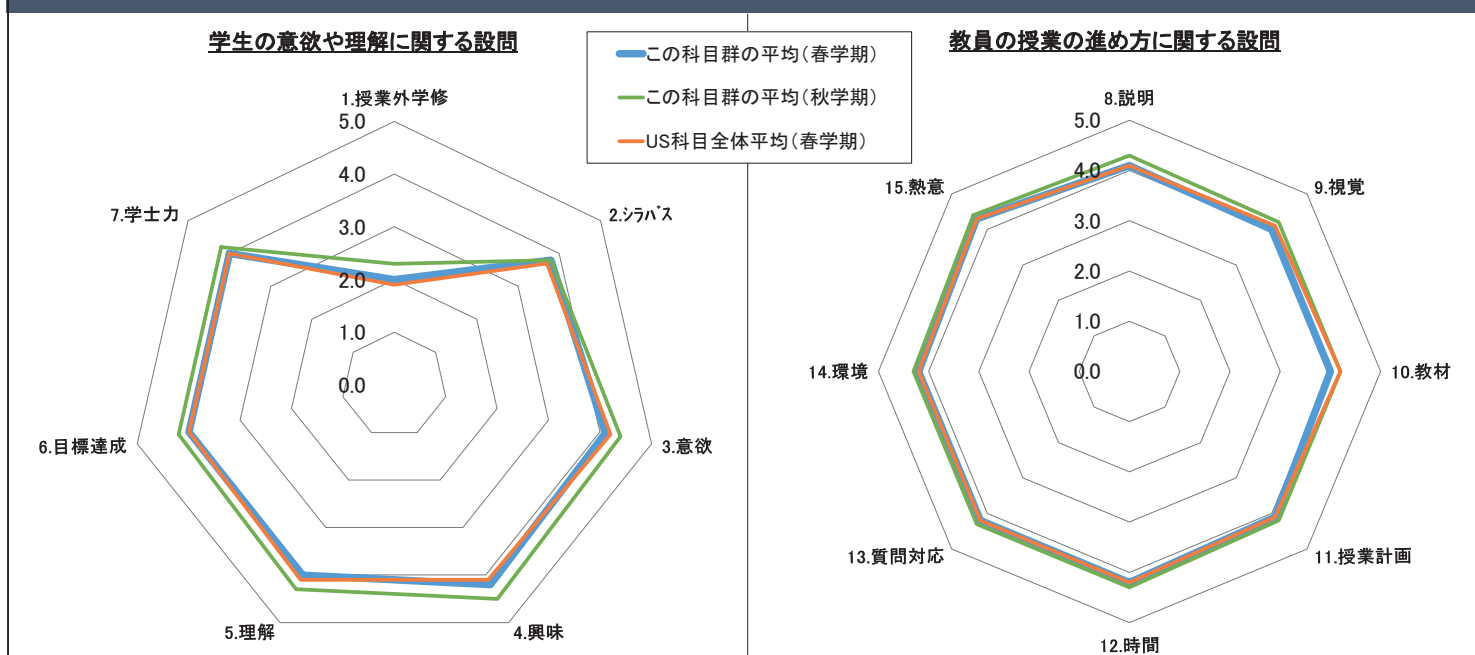 学生の意欲や理解に関する設問
この科目群の平均(春学期)
この科目群の平均(秋学期)
US科目全体平均(春学期)
教員の授業の進め方に関する設問
1.授業外学修
5.0
4.0
3.0
2.0
1.0
0.0
2.シラバス
3.意欲
4.興味
5.理解
6.目標達成
7.学士力
8.説明
5.0
4.0
3.0
2.0
1.0
0.0
9.視覚
10.教材
11.授業計画
12.時間
13.質問対応
14.環境
15.熱意